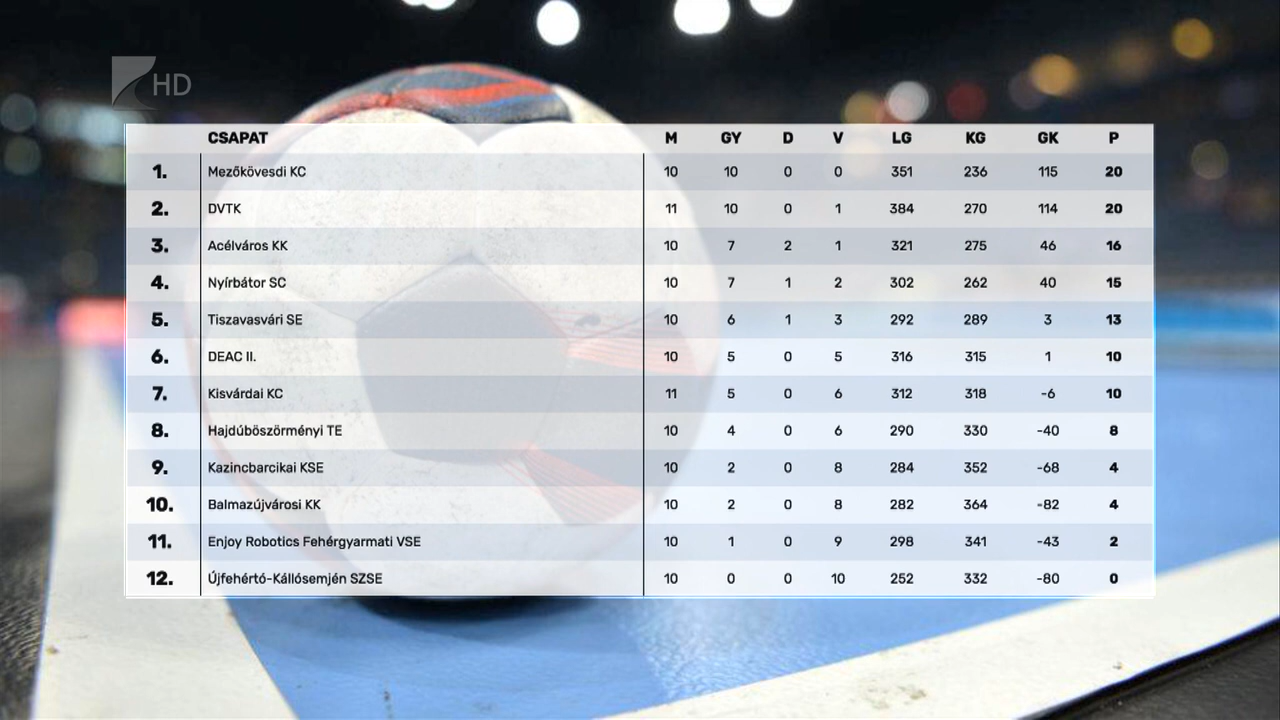 HD
CSAPAT M GY D V LG KG GK P
1. Mezőkövesdi KC 10 10 0 0 351 236 115 20
2. DVTK 11 10 0 1 384 270 114 20
3. Acélváros KK 10 7 2 1 321 275 46 16
4. Nyírbátor SC 10 7 1 2 302 262 40 15
5. Tiszavasvári SE 10 6 1 3 292 289 3 13
6. DEAC II. 10 5 0 5 316 315 1 10
7. Kisvárdai KC 11 5 0 6 312 318 -6 10
8. Hajdúböszörményi TE 10 4 0 6 290 330 -40 8
9. Kazincbarcikai KSE 10 2 0 8 284 352 -68 4
10. Balmazújvárosi KK 10 2 0 8 282 364 -82 4
11. Enjoy Robotics Fehérgyarmati VSE 10 1 0 9 298 341 -43 2
12. Újfehértó-Kállósemjén SZSE 10 0 0 10 252 332 -80 0